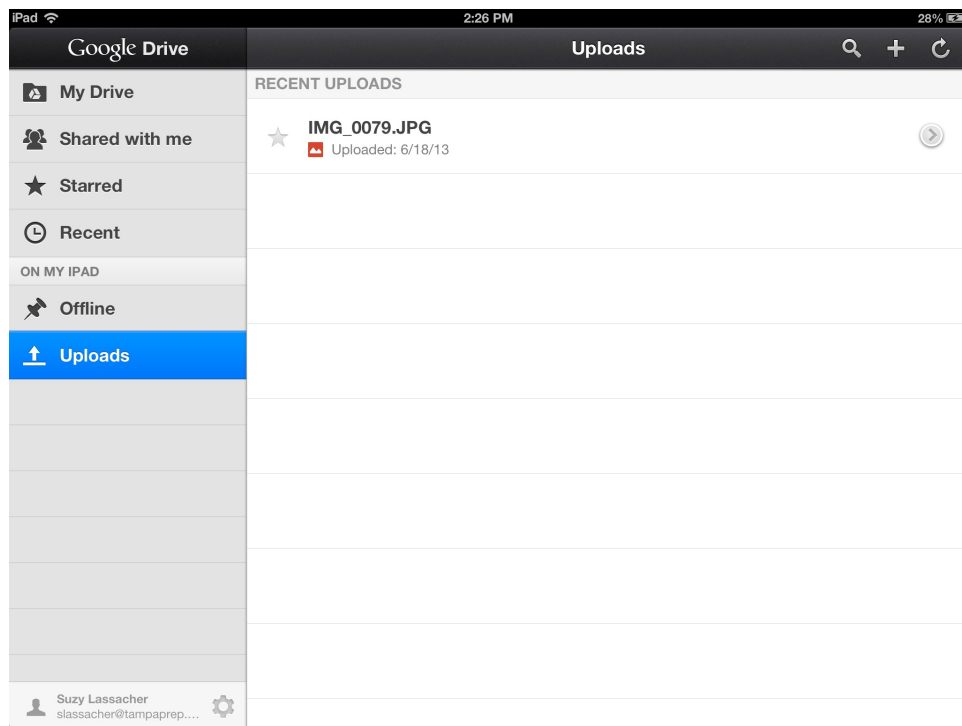 iPad
2:26 PM
28%
Google Drive
Uploads
My Drive
Shared with me
Starred
Recent
ON MY IPAD
Offline
Uploads
RECENT UPLOADS
IMG_0079.JPG
Uploaded: 6/18/13
Suzy Lassacher
slassacher@tampaprep....